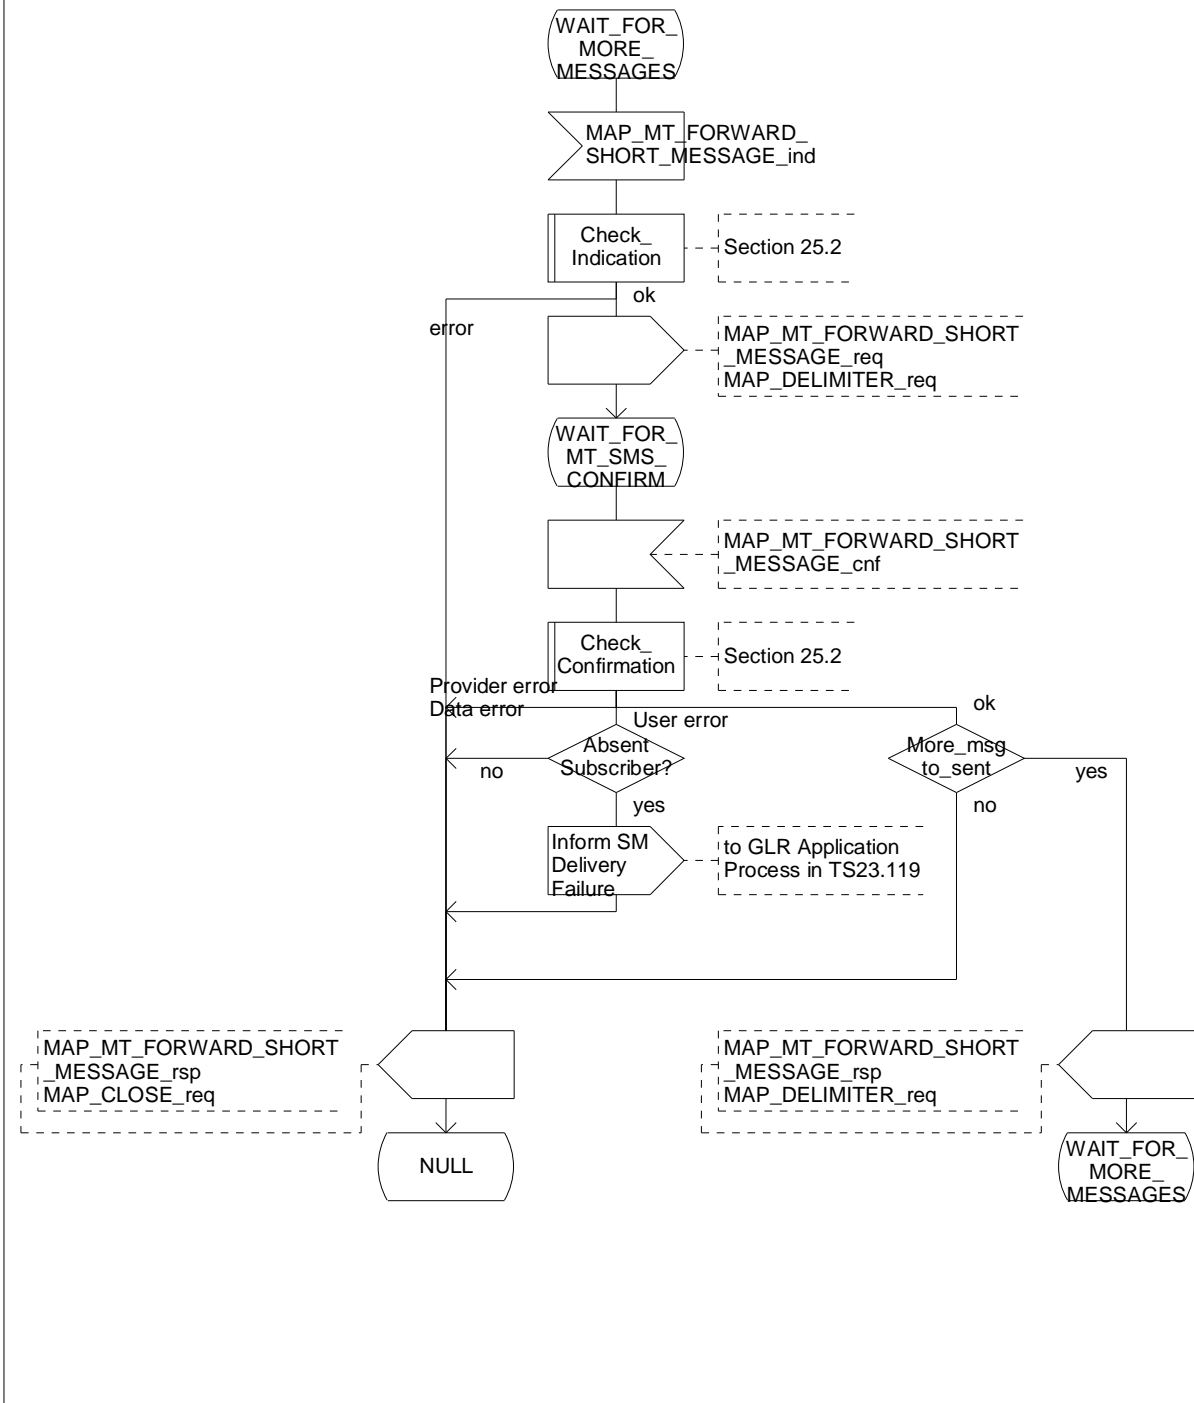 WAIT_FOR_
MORE_
MESSAGES
MAP_MT_FORWARD_
SHORT_MESSAGE_ind
Check_
Indication
Section 25.2
ok
error
MAP_MT_FORWARD_SHORT
_MESSAGE_req
MAP_DELIMITER_req
WAIT_FOR_
MT_SMS_
CONFIRM
MAP_MT_FORWARD_SHORT
_MESSAGE_cnf
Check_
Confirmation
Section 25.2
Provider error
Data error
User error
ok
Absent
Subscriber?
no
yes
More_msg
to_sent
yes
no
Inform SM
Delivery
Failure
to GLR Application
Process in TS23.119
MAP_MT_FORWARD_SHORT
_MESSAGE_rsp
MAP_CLOSE_req
MAP_MT_FORWARD_SHORT
_MESSAGE_rsp
MAP_DELIMITER_req
NULL
WAIT_FOR_
MORE_
MESSAGES